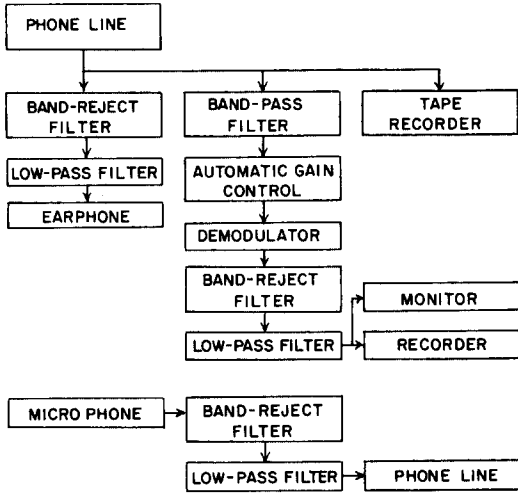 PHONE LINE
BAND-REJECT
FILTER
BAND-PASS
FILTER
TAPE
RECORDER
LOW-PASS FILTER
AUTOMATIC GAIN
CONTROL
EARPHONE
DEMODULATOR
BAND-REJECT
FILTER
MONITOR
LOW-PASS FILTER
RECORDER
MICRO PHONE
BAND-REJECT
FILTER
LOW-PASS FILTER
PHONE LINE